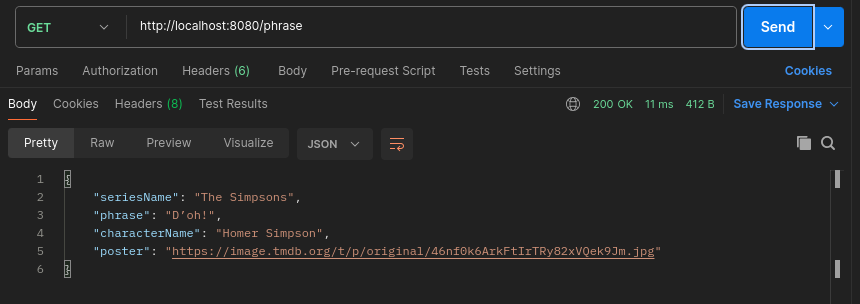 GET http://localhost:8080/phrase Send
Params Authorization Headers (6) Body Pre-request Script Tests Settings Cookies
Body Cookies Headers (8) Test Results 200 OK 11 ms 412 B Save Response
Pretty Raw Preview Visualize JSON
1 {
2 "seriesName": "The Simpsons",
3 "phrase": "D’oh!",
4 "characterName": "Homer Simpson",
5 "poster": "https://image.tmdb.org/t/p/original/46nf0k6ArkFtIrTRy82xVQek9Jm.jpg"
6 }